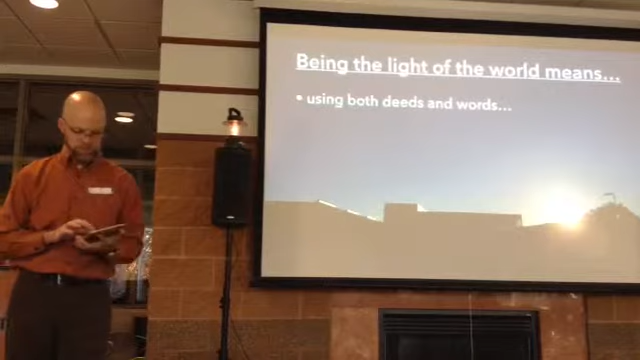 Being the light of the world means...
• using both deeds and words...